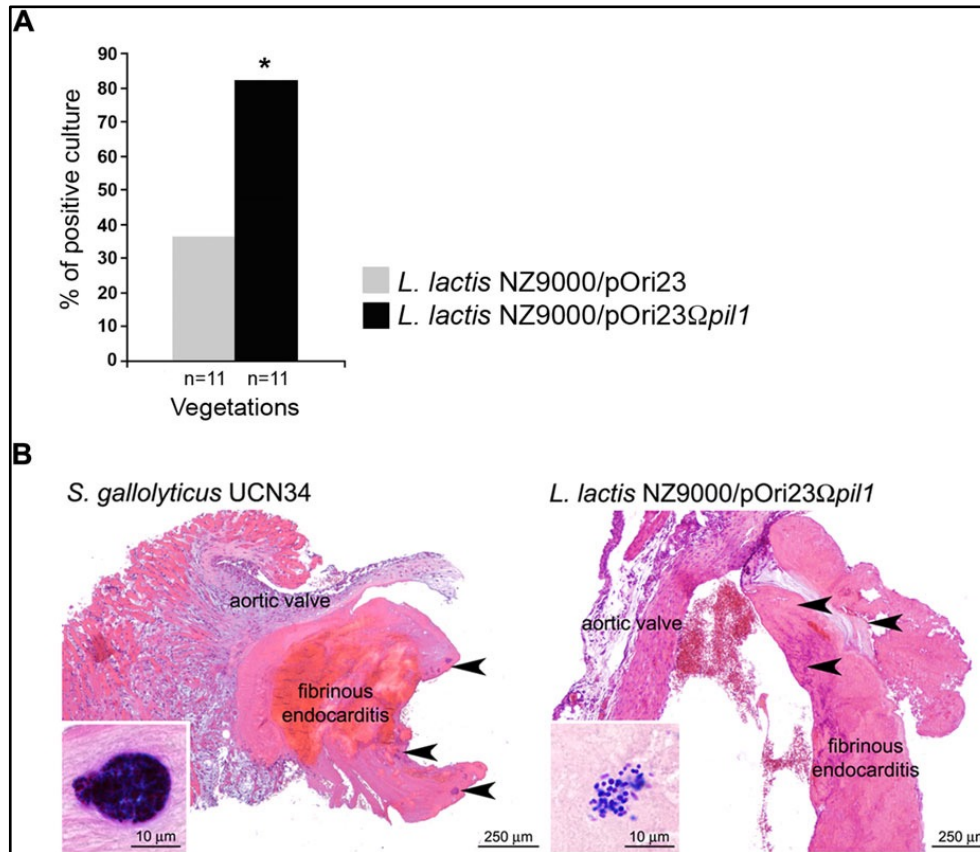 A
% of positive culture
90
80
70
60
50
40
30
20
10
0
*
n=11 n=11
Vegetations
L. lactis NZ9000/pOri23
L. lactis NZ9000/pOri23Ωpil1
B
S. gallolyticus UCN34
aortic valve
fibrinous
endocarditis
10 µm
250 µm
L. lactis NZ9000/pOri23Ωpil1
aortic valve
fibrinous
endocarditis
10 µm
250 µm